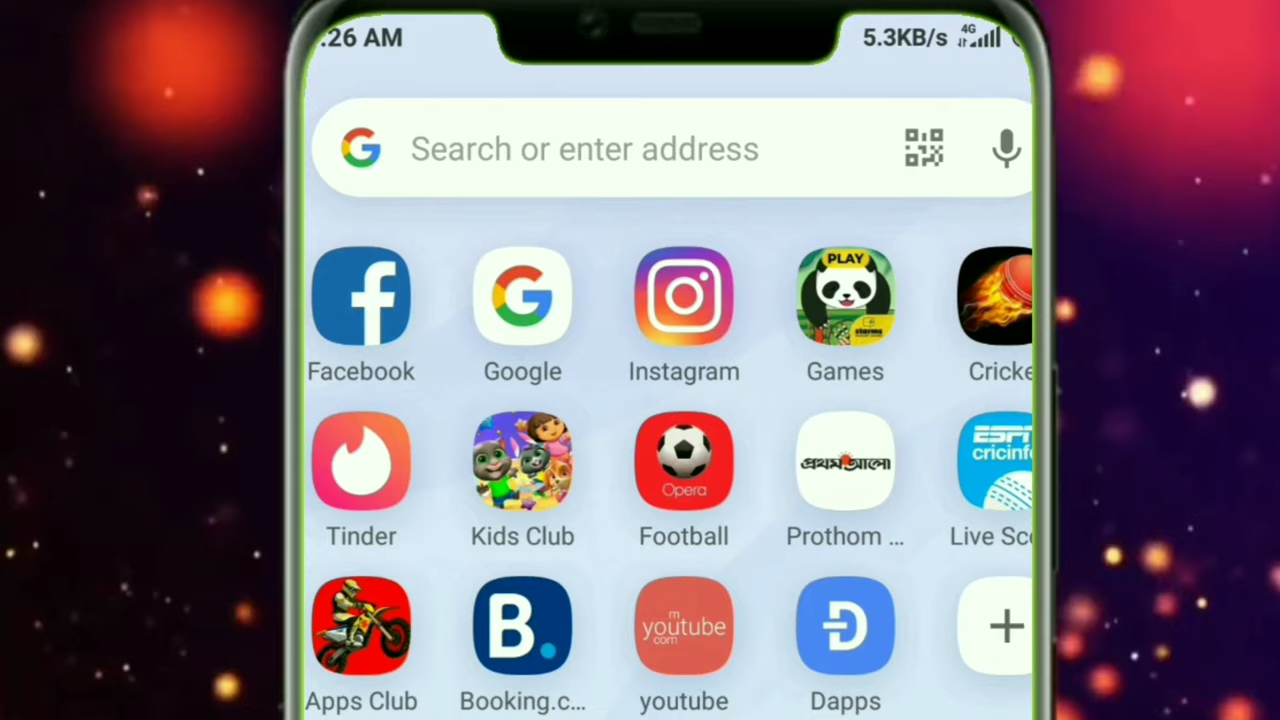 :26 AM
5.3KB/s 4G
Search or enter address
PLAY
Facebook
Google
Instagram
Games
Cricke
Opera
প্রথম আলো
ESPN
cricinfo
Tinder
Kids Club
Football
Prothom ...
Live Sco
B.
m
youtube
com
Apps Club
Booking.c...
youtube
Dapps